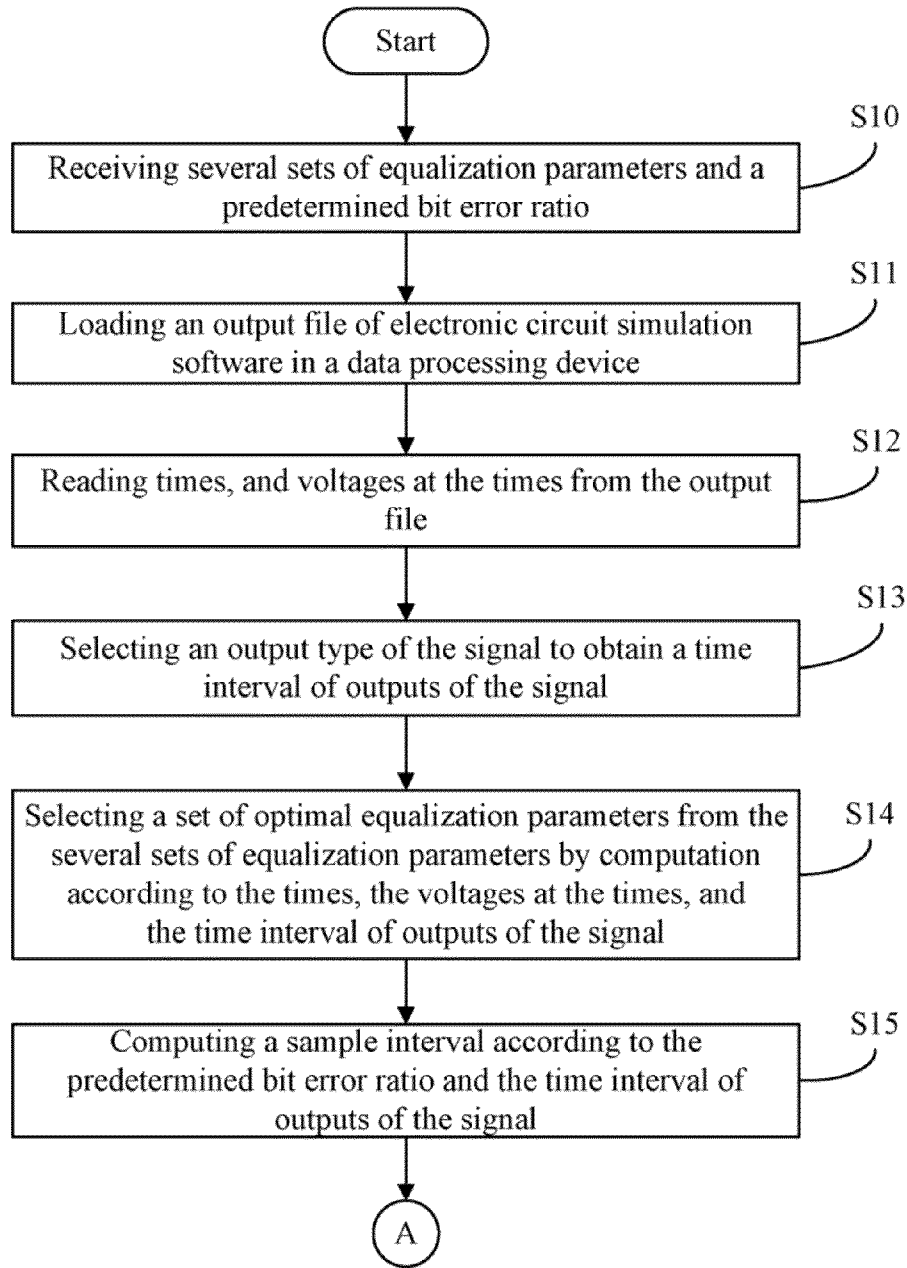 Start
S10
Receiving several sets of equalization parameters and a
predetermined bit error ratio
S11
Loading an output file of electronic circuit simulation
software in a data processing device
S12
Reading times, and voltages at the times from the output
file
S13
Selecting an output type of the signal to obtain a time
interval of outputs of the signal
S14
Selecting a set of optimal equalization parameters from the
several sets of equalization parameters by computation
according to the times, the voltages at the times, and
the time interval of outputs of the signal
S15
Computing a sample interval according to the
predetermined bit error ratio and the time interval of
outputs of the signal
A